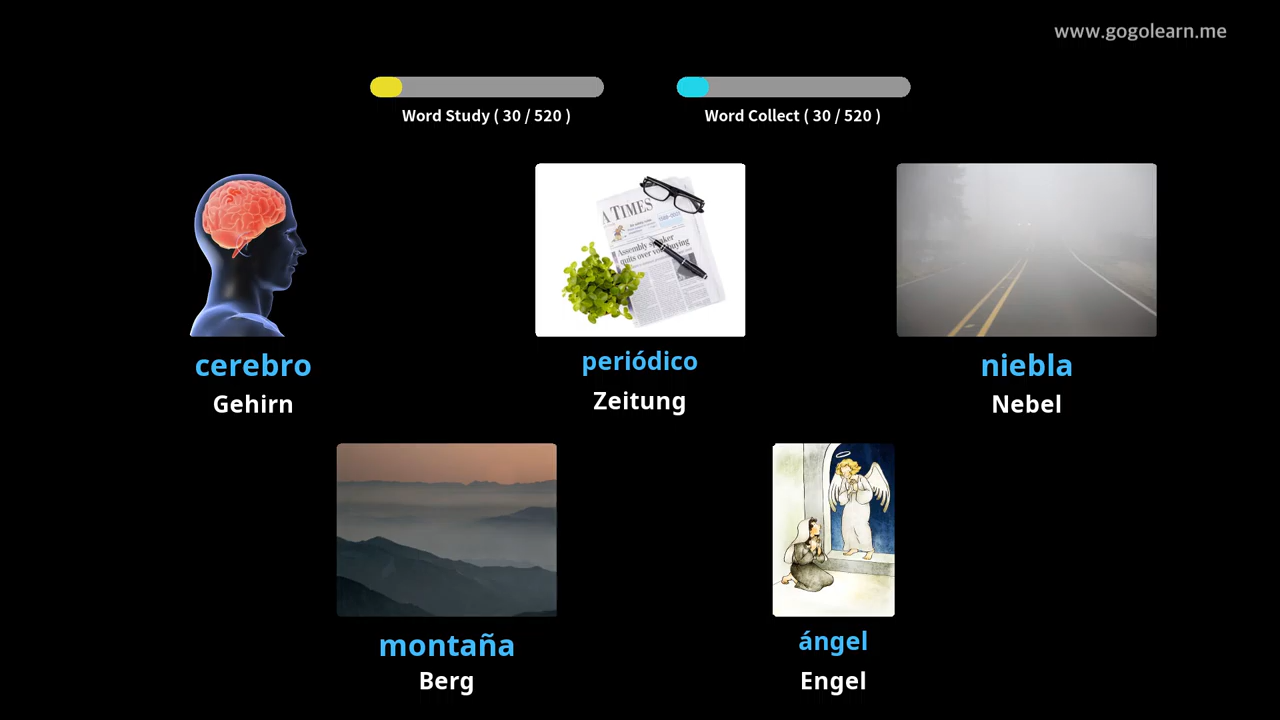 www.gogolearn.me
Word Study ( 30 / 520 )
Word Collect ( 30 / 520 )
A TIMES
cerebro
Gehirn
periódico
Zeitung
niebla
Nebel
montaña
Berg
ángel
Engel